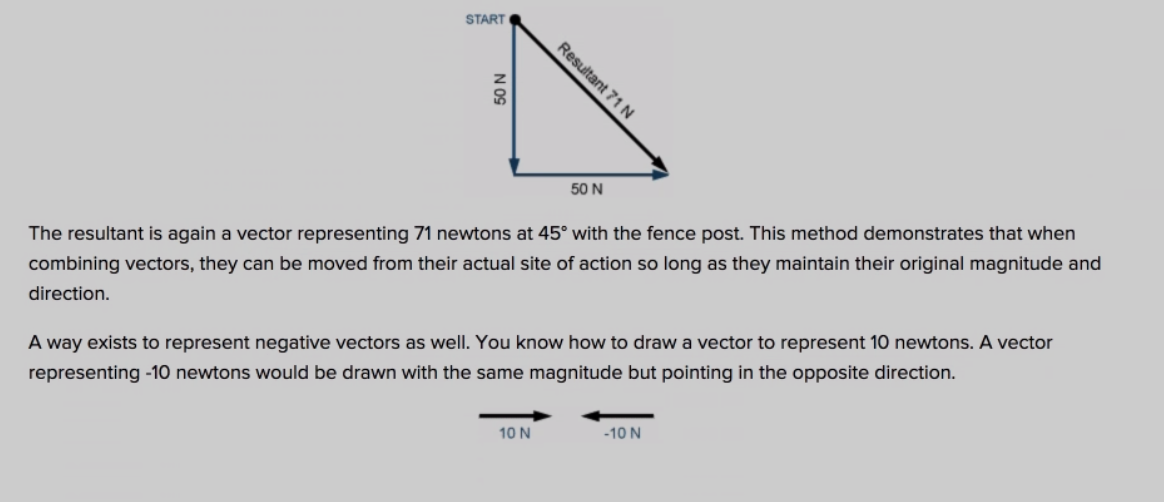 START
50 N
Resultant 71 N
50 N
The resultant is again a vector representing 71 newtons at 45° with the fence post. This method demonstrates that when
combining vectors, they can be moved from their actual site of action so long as they maintain their original magnitude and
direction.
A way exists to represent negative vectors as well. You know how to draw a vector to represent 10 newtons. A vector
representing -10 newtons would be drawn with the same magnitude but pointing in the opposite direction.
10 N
-10 N